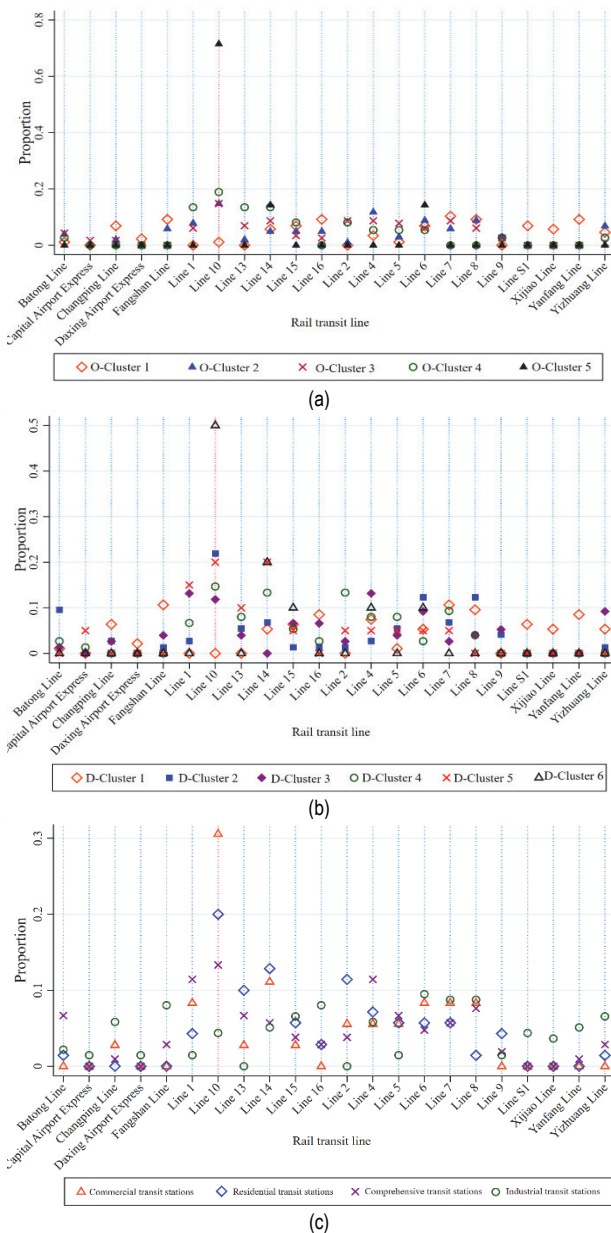 0.8
0.6
0.4
0.2
0
Proportion
Batong Line
Capital Airport Express
Changping Line
Daxing Airport Express
Fangshan Line
Line 1
Line 10
Line 13
Line 14
Line 15
Line 16
Line 2
Line 4
Line 5
Line 6
Line 7
Line 8
Line 9
Line S1
Xijiao Line
Yanfang Line
Yizhuang Line
Rail transit line
O-Cluster 1 O-Cluster 2 O-Cluster 3 O-Cluster 4 O-Cluster 5
(a)
0.5
0.4
0.3
0.2
0.1
0
Proportion
Batong Line
Capital Airport Express
Changping Line
Daxing Airport Express
Fangshan Line
Line 1
Line 10
Line 13
Line 14
Line 15
Line 16
Line 2
Line 4
Line 5
Line 6
Line 7
Line 8
Line 9
Line S1
Xijiao Line
Yanfang Line
Yizhuang Line
Rail transit line
D-Cluster 1 D-Cluster 2 D-Cluster 3 D-Cluster 4 D-Cluster 5 D-Cluster 6
(b)
0.3
0.2
0.1
0
Proportion
Batong Line
Capital Airport Express
Changping Line
Daxing Airport Express
Fangshan Line
Line 1
Line 10
Line 13
Line 14
Line 15
Line 16
Line 2
Line 4
Line 5
Line 6
Line 7
Line 8
Line 9
Line S1
Xijiao Line
Yanfang Line
Yizhuang Line
Rail transit line
Commercial transit stations Residential transit stations Comprehensive transit stations Industrial transit stations
(c)